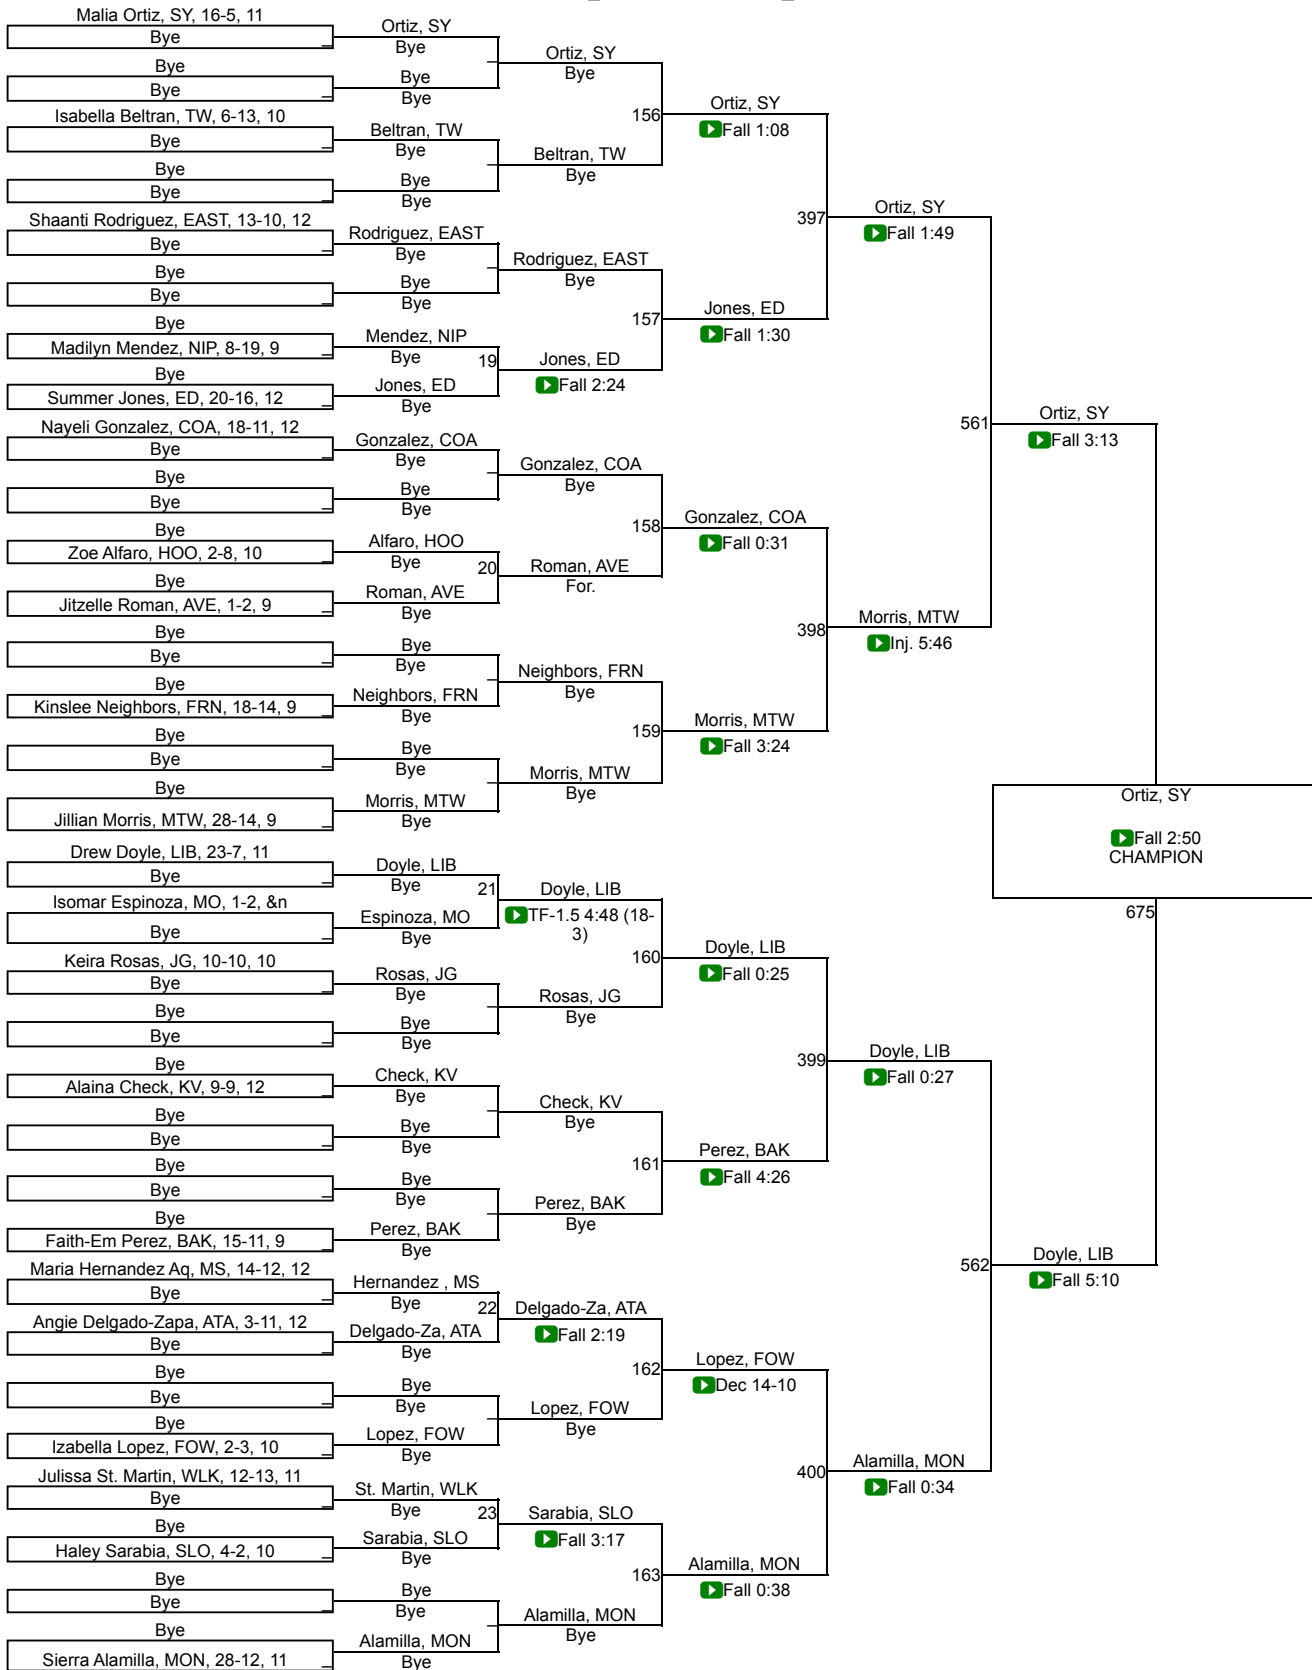 Malia Ortiz, SY, 16-5, 11
Bye
Bye
Bye
Isabella Beltran, TW, 6-13, 10
Bye
Bye
Bye
Shaanti Rodriguez, EAST, 13-10, 12
Bye
Bye
Bye
Bye
Madilyn Mendez, NIP, 8-19, 9
Bye
Summer Jones, ED, 20-16, 12
Nayeli Gonzalez, COA, 18-11, 12
Bye
Bye
Bye
Bye
Zoe Alfaro, HOO, 2-8, 10
Bye
Jitzelle Roman, AVE, 1-2, 9
Bye
Bye
Bye
Kinslee Neighbors, FRN, 18-14, 9
Bye
Bye
Bye
Jillian Morris, MTW, 28-14, 9
Drew Doyle, LIB, 23-7, 11
Bye
Isomar Espinoza, MO, 1-2, &n
Bye
Keira Rosas, JG, 10-10, 10
Bye
Bye
Bye
Bye
Alaina Check, KV, 9-9, 12
Bye
Bye
Bye
Bye
Bye
Faith-Em Perez, BAK, 15-11, 9
Maria Hernandez Aq, MS, 14-12, 12
Bye
Angie Delgado-Zapa, ATA, 3-11, 12
Bye
Bye
Bye
Bye
Izabella Lopez, FOW, 2-3, 10
Julissa St. Martin, WLK, 12-13, 11
Bye
Bye
Haley Sarabia, SLO, 4-2, 10
Bye
Bye
Bye
Sierra Alamilla, MON, 28-12, 11
Ortiz, SY
Bye
Bye
Bye
Beltran, TW
Bye
Bye
Bye
Rodriguez, EAST
Bye
Bye
Bye
Mendez, NIP
Bye
19
Jones, ED
Bye
Gonzalez, COA
Bye
Bye
Bye
Alfaro, HOO
Bye
20
Roman, AVE
Bye
Bye
Bye
Neighbors, FRN
Bye
Bye
Bye
Morris, MTW
Bye
Doyle, LIB
Bye
21
Espinoza, MO
Bye
Rosas, JG
Bye
Bye
Bye
Check, KV
Bye
Bye
Bye
Bye
Bye
Perez, BAK
Bye
Hernandez , MS
Bye
22
Delgado-Za, ATA
Bye
Bye
Bye
Lopez, FOW
Bye
St. Martin, WLK
Bye
23
Sarabia, SLO
Bye
Bye
Bye
Alamilla, MON
Bye
Ortiz, SY
Bye
156
Beltran, TW
Bye
Rodriguez, EAST
Bye
157
Jones, ED
Fall 2:24
Gonzalez, COA
Bye
158
Roman, AVE
For.
Neighbors, FRN
Bye
159
Morris, MTW
Bye
Doyle, LIB
TF-1.5 4:48 (18-
3)
160
Rosas, JG
Bye
Check, KV
Bye
161
Perez, BAK
Bye
Delgado-Za, ATA
Fall 2:19
162
Lopez, FOW
Bye
Sarabia, SLO
Fall 3:17
163
Alamilla, MON
Bye
Ortiz, SY
Fall 1:08
397
Jones, ED
Fall 1:30
Gonzalez, COA
Fall 0:31
398
Morris, MTW
Fall 3:24
Doyle, LIB
Fall 0:25
399
Perez, BAK
Fall 4:26
Lopez, FOW
Dec 14-10
400
Alamilla, MON
Fall 0:38
Ortiz, SY
Fall 1:49
561
Morris, MTW
Inj. 5:46
Doyle, LIB
Fall 0:27
562
Alamilla, MON
Fall 0:34
Ortiz, SY
Fall 3:13
Doyle, LIB
Fall 5:10
Ortiz, SY
Fall 2:50
CHAMPION
675